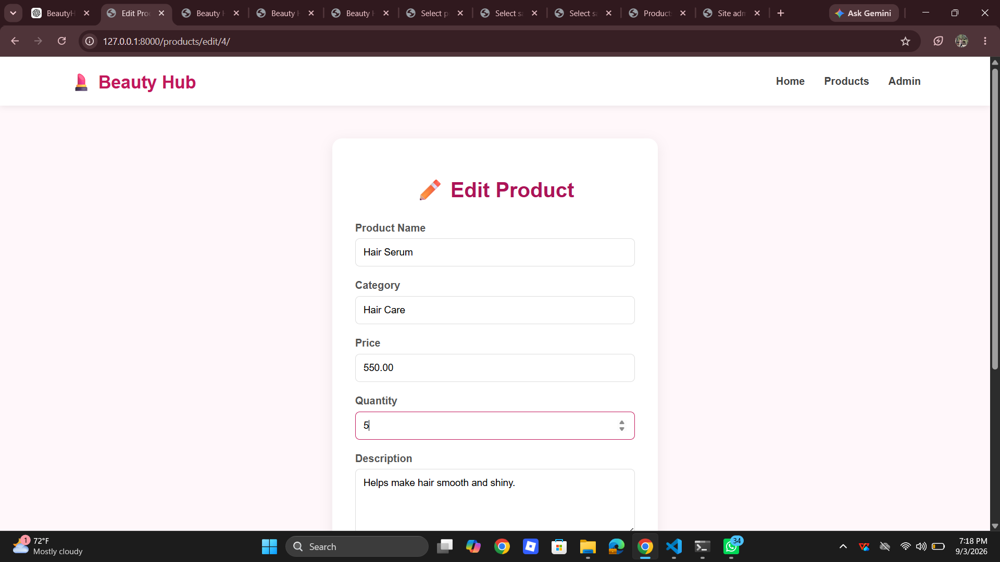 BeautyH
Edit Pro
Beauty H
Beauty H
Beauty H
Select p
Select sa
Select sa
Product
Site adm
Ask Gemini
127.0.0.1:8000/products/edit/4/
Beauty Hub
Home
Products
Admin
Edit Product
Product Name
Hair Serum
Category
Hair Care
Price
550.00
Quantity
5
Description
Helps make hair smooth and shiny.
1
72°F
Mostly cloudy
Search
34
7:18 PM
9/3/2026